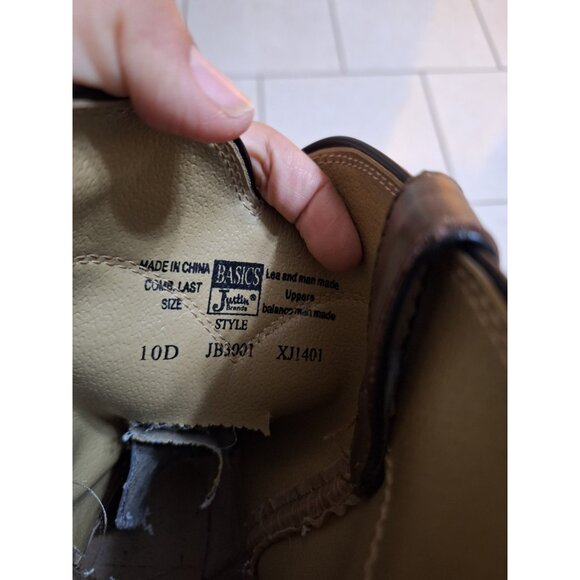 MADE IN CHINA
COMB. LAST
SIZE
BASICS
Justin®
Brands
STYLE
Lea and man made
Uppers
balance man made
10D JB3001 XJ1401